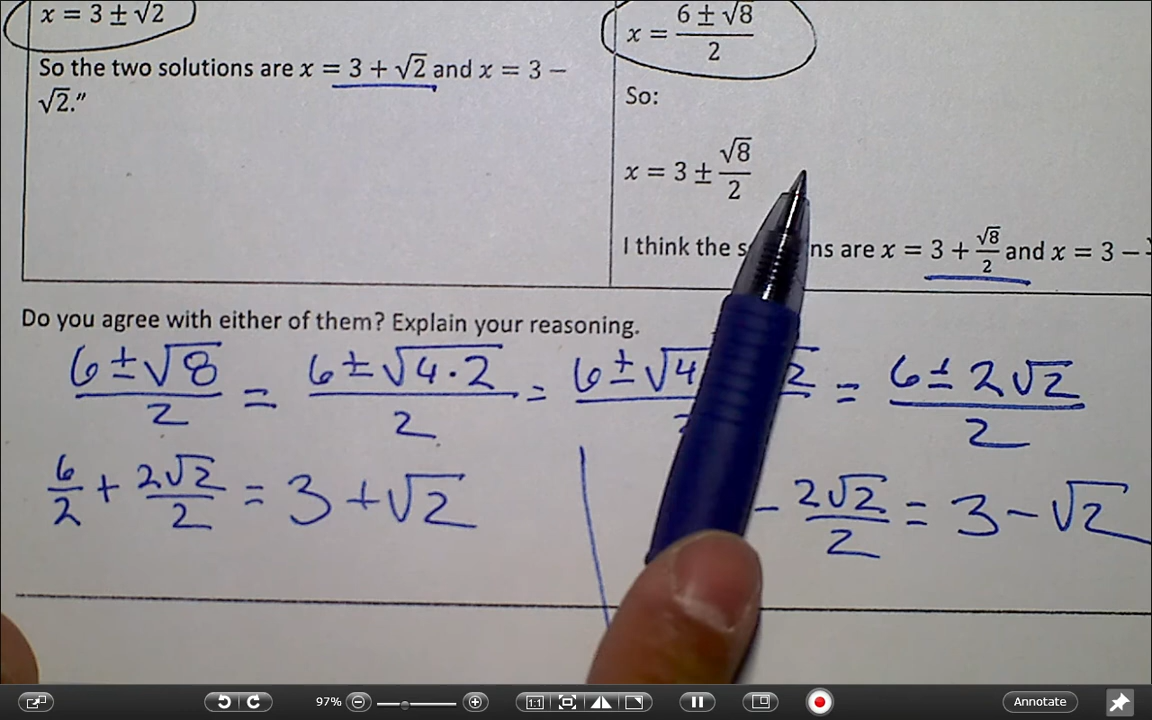 x = 3 ± √2
So the two solutions are x = 3 + √2 and x = 3 −
√2."
x = (6 ± √8)/2
So:
x = 3 ± √8/2
I think the s ns are x = 3 + √8/2 and x = 3 −
Do you agree with either of them? Explain your reasoning.
(6 ± √8)/2 = (6 ± √(4·2))/2 = 6 ± √4 2 = (6 ± 2√2)/2
6/2 + 2√2/2 = 3 + √2
− 2√2/2 = 3 − √2
97% 1:1 Annotate